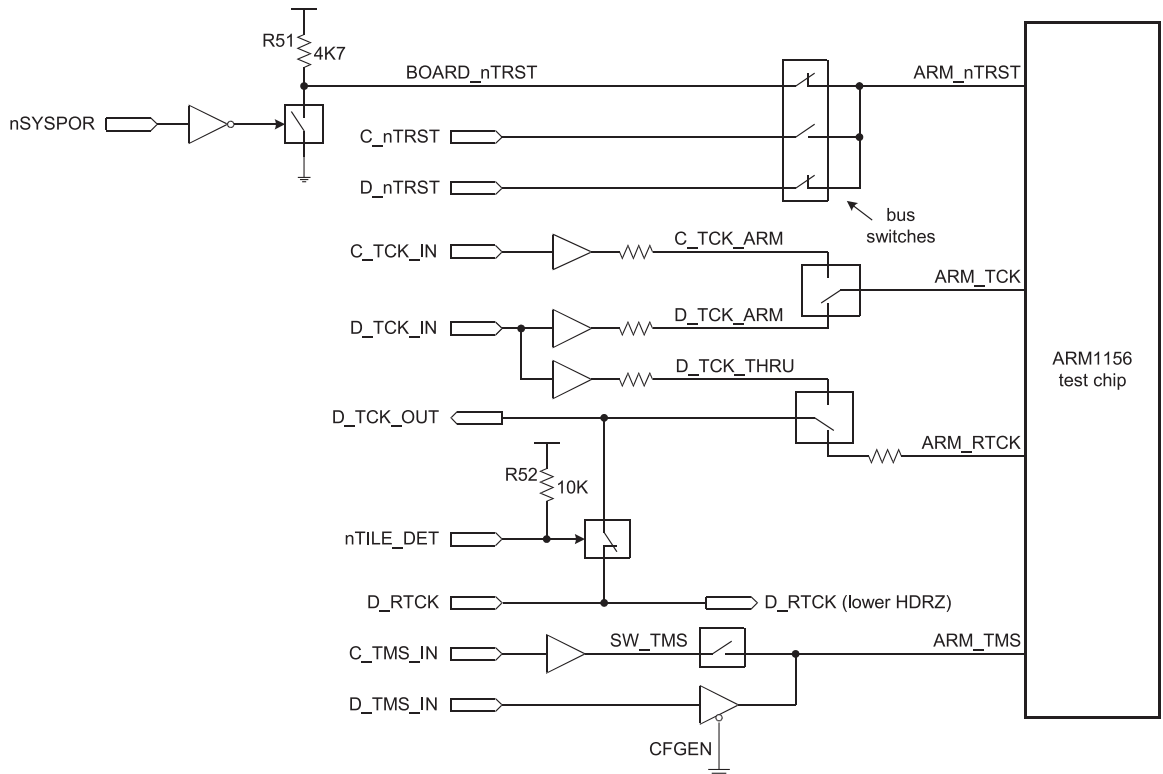 R51
4K7
BOARD_nTRST
ARM_nTRST
nSYSPOR
C_nTRST
D_nTRST
bus
switches
C_TCK_IN
C_TCK_ARM
ARM_TCK
D_TCK_IN
D_TCK_ARM
D_TCK_THRU
ARM1156
test chip
D_TCK_OUT
ARM_RTCK
R52
10K
nTILE_DET
D_RTCK
D_RTCK (lower HDRZ)
C_TMS_IN
SW_TMS
ARM_TMS
D_TMS_IN
CFGEN